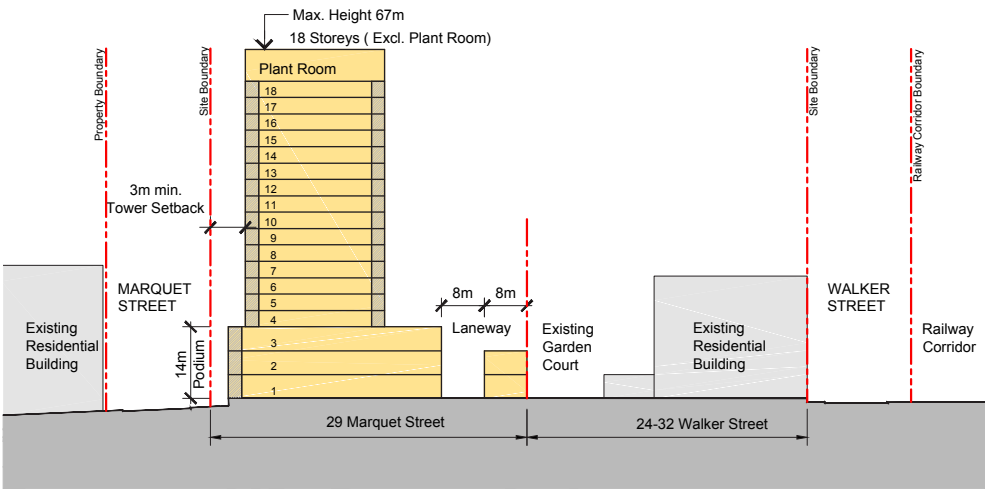 Max. Height 67m
18 Storeys ( Excl. Plant Room)
Plant Room
Property Boundary
Site Boundary
Site Boundary
Railway Corridor Boundary
18
17
16
15
14
13
12
11
10
9
8
7
6
5
4
3
2
1
3m min.
Tower Setback
MARQUET
STREET
Existing
Residential
Building
14m
Podium
8m
8m
Laneway
Existing
Garden
Court
Existing
Residential
Building
WALKER
STREET
Railway
Corridor
29 Marquet Street
24-32 Walker Street